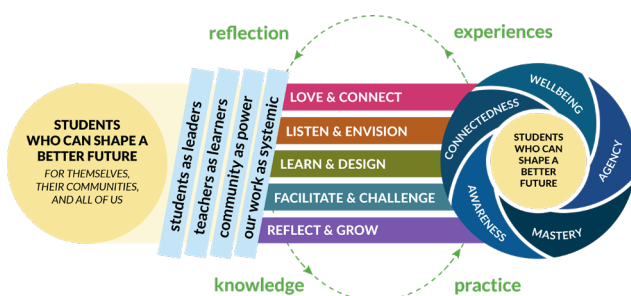 reflection
experiences
STUDENTS
WHO CAN SHAPE A
BETTER FUTURE
FOR THEMSELVES,
THEIR COMMUNITIES,
AND ALL OF US
students as leaders
teachers as learners
community as power
our work as systemic
LOVE & CONNECT
LISTEN & ENVISION
LEARN & DESIGN
FACILITATE & CHALLENGE
REFLECT & GROW
CONNECTEDNESS
WELLBEING
AGENCY
MASTERY
AWARENESS
STUDENTS
WHO CAN
SHAPE A
BETTER
FUTURE
knowledge
practice